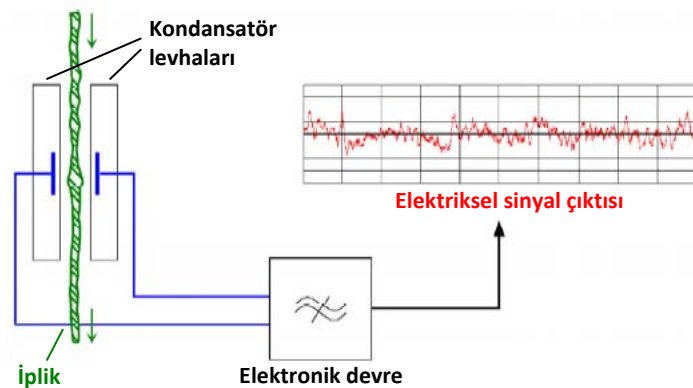 Kondansatör
levhaları
Elektriksel sinyal çıktısı
İplik
Elektronik devre